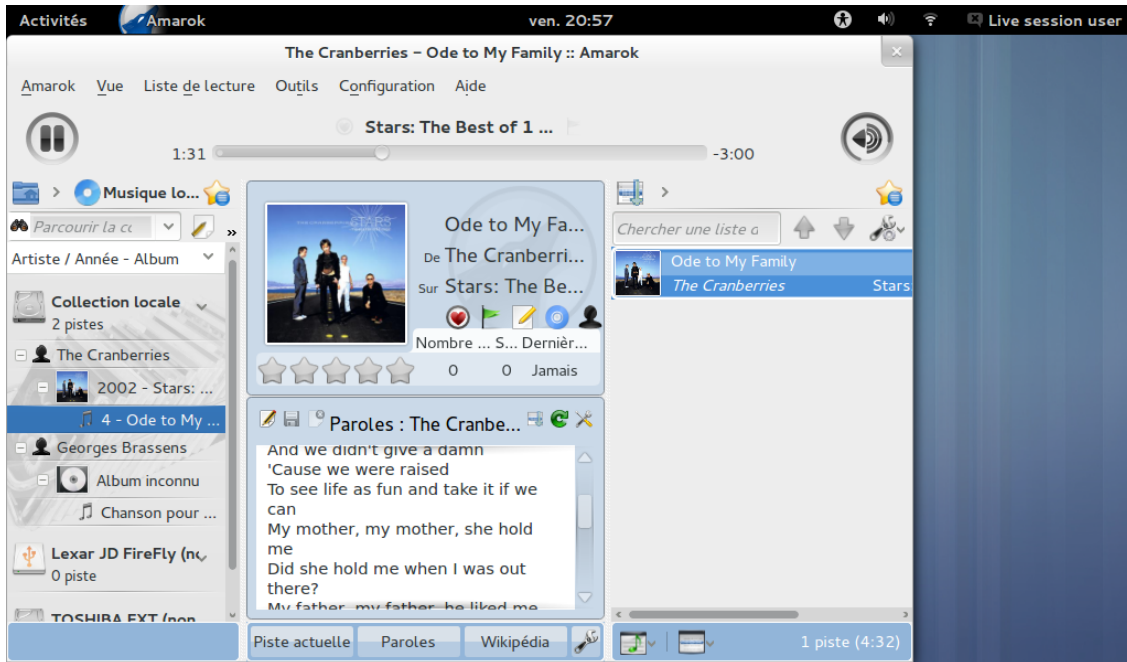 Activités
Amarok
ven. 20:57
Live session user
The Cranberries – Ode to My Family :: Amarok
Amarok Vue Liste de lecture Outils Configuration Aide
Stars: The Best of 1 ...
1:31
-3:00
Musique lo...
Parcourir la cc
»
Artiste / Année - Album
Collection locale
2 pistes
The Cranberries
2002 - Stars: ...
4 - Ode to My ...
Georges Brassens
Album inconnu
Chanson pour ...
Lexar JD FireFly (no
0 piste
TOSHIBA EXT (non
STARS
Ode to My Fa...
De The Cranberri...
Sur Stars: The Be...
Nombre ... S... Dernièr...
0 0 Jamais
Paroles : The Cranbe...
And we didn't give a damn
'Cause we were raised
To see life as fun and take it if we
can
My mother, my mother, she hold
me
Did she hold me when I was out
there?
My father, my father, he liked me
Piste actuelle
Paroles
Wikipédia
Chercher une liste d
Ode to My Family
The Cranberries
Stars
1 piste (4:32)